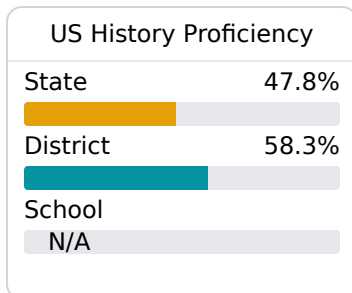 US History Proficiency
State 47.8%
District 58.3%
School
N/A